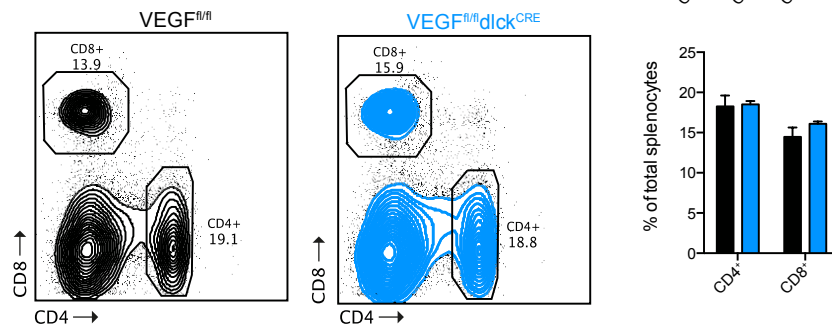 VEGFfl/fl
CD8+
13.9
CD4+
19.1
CD8 →
CD4 →
VEGFfl/fldlckCRE
CD8+
15.9
CD4+
18.8
CD8 →
CD4 →
% of total splenocytes
25
20
15
10
5
0
CD4+
CD8+